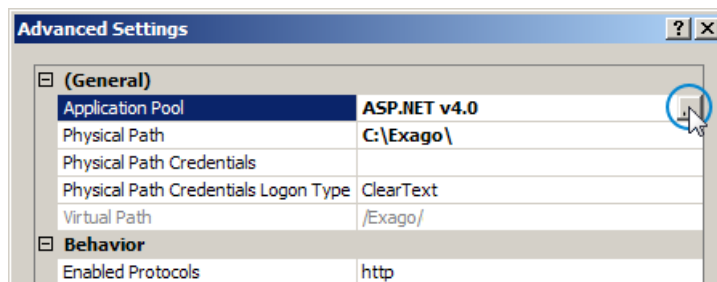 Advanced Settings ? X
(General)
Application Pool ASP.NET v4.0
Physical Path C:\Exago\
Physical Path Credentials
Physical Path Credentials Logon Type ClearText
Virtual Path /Exago/
Behavior
Enabled Protocols http